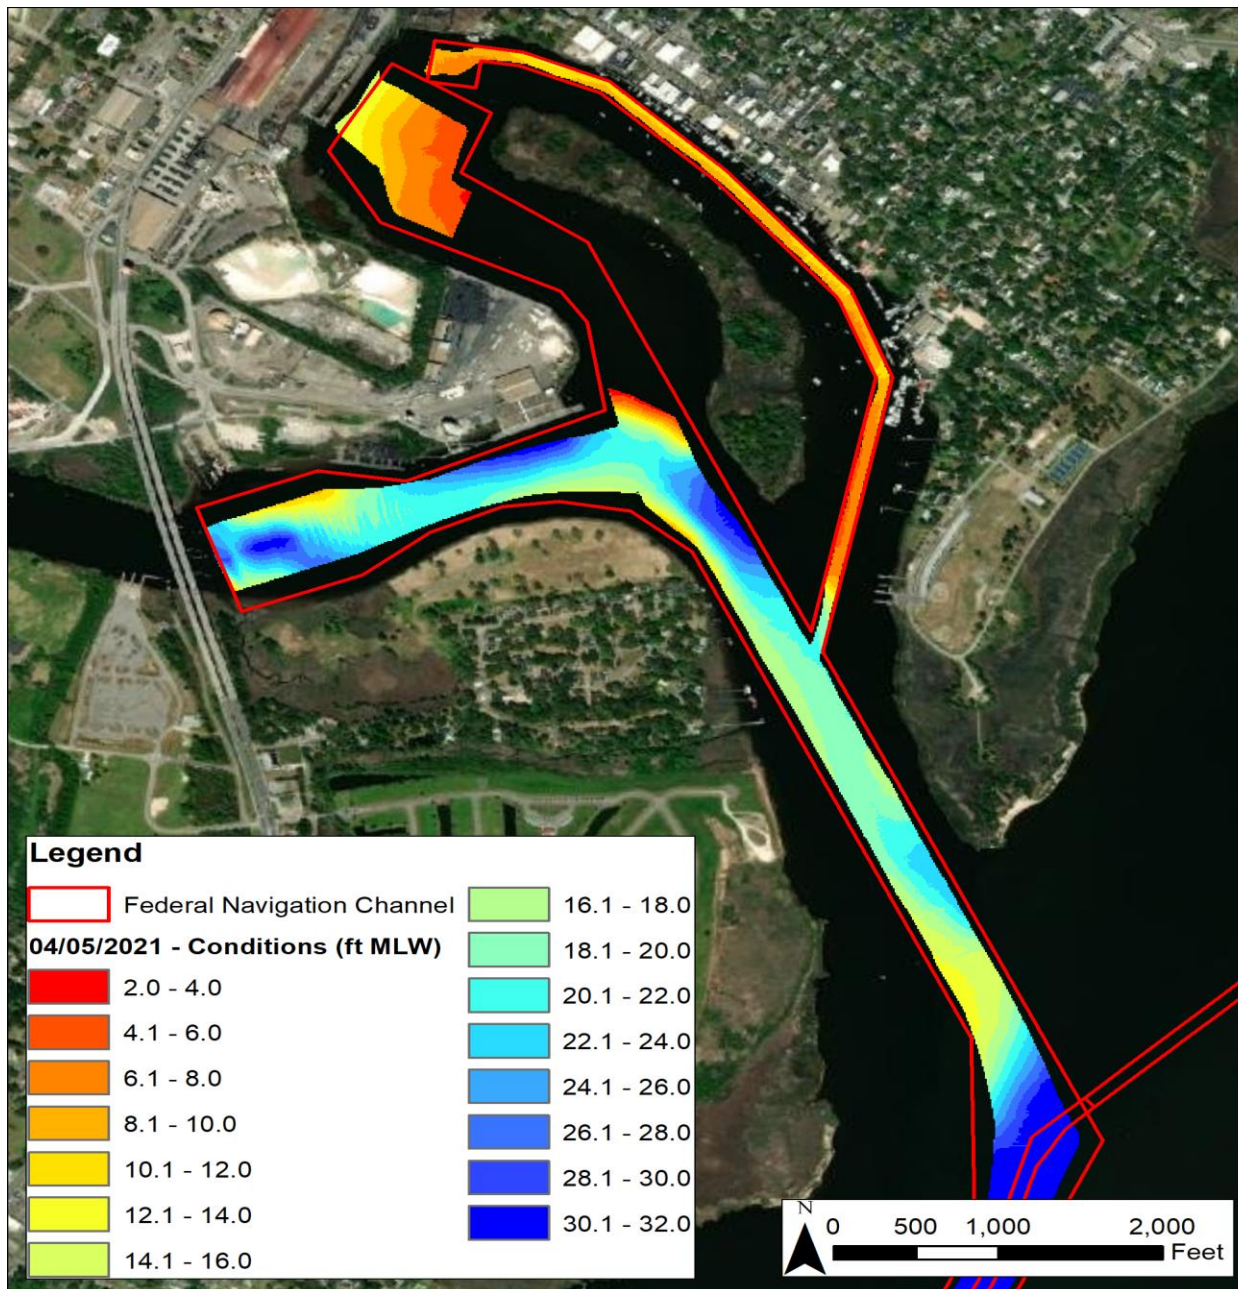 Legend
Federal Navigation Channel
04/05/2021 - Conditions (ft MLW)
2.0 - 4.0
4.1 - 6.0
6.1 - 8.0
8.1 - 10.0
10.1 - 12.0
12.1 - 14.0
14.1 - 16.0
16.1 - 18.0
18.1 - 20.0
20.1 - 22.0
22.1 - 24.0
24.1 - 26.0
26.1 - 28.0
28.1 - 30.0
30.1 - 32.0
N
0 500 1,000 2,000
Feet